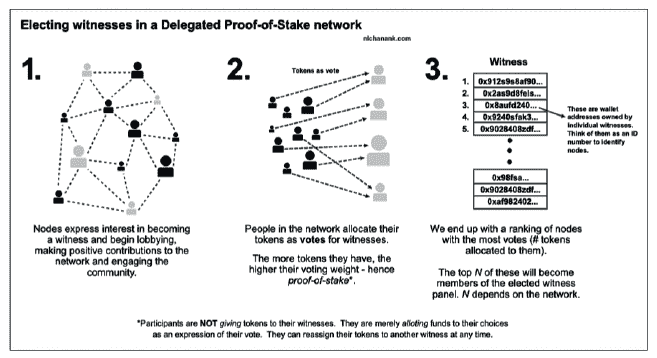 Electing witnesses in a Delegated Proof-of-Stake network
nichanank.com
1.
2.
3.
Tokens as vote
Witness
1. 0x912s9s8af90...
2. 2as9d8feis...
3. 0x8aufd240...
4. 0x9240sfak3...
5. 0x9028408zdf...
0x98fsa...
0x9028408zdf...
0xaf982402...
These are wallet
addresses owned by
individual witnesses.
Think of them as an ID
number to identify
nodes.
Nodes express interest in becoming
a witness and begin lobbying,
making positive contributions to the
network and engaging the
community.
People in the network allocate their
tokens as votes for witnesses.
The more tokens they have, the
higher their voting weight - hence
proof-of-stake*.
We end up with a ranking of nodes
with the most votes (# tokens
allocated to them).
The top N of these will become
members of the elected witness
panel. N depends on the network.
*Participants are NOT giving tokens to their witnesses. They are merely alloting funds to their choices
as an expression of their vote. They can reassign their tokens to another witness at any time.